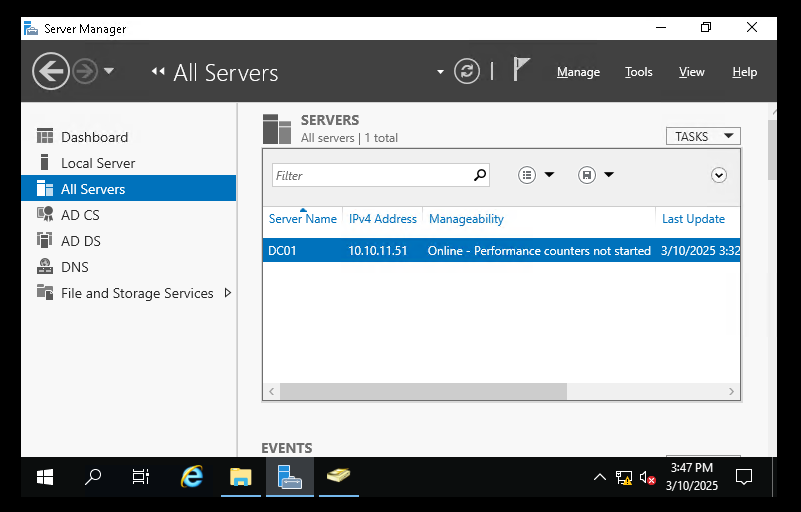 Server Manager
All Servers
Manage Tools View Help
Dashboard
Local Server
All Servers
AD CS
AD DS
DNS
File and Storage Services
SERVERS
All servers | 1 total
TASKS
Filter
Server Name IPv4 Address Manageability Last Update
DC01 10.10.11.51 Online - Performance counters not started 3/10/2025 3:32
EVENTS
3:47 PM
3/10/2025